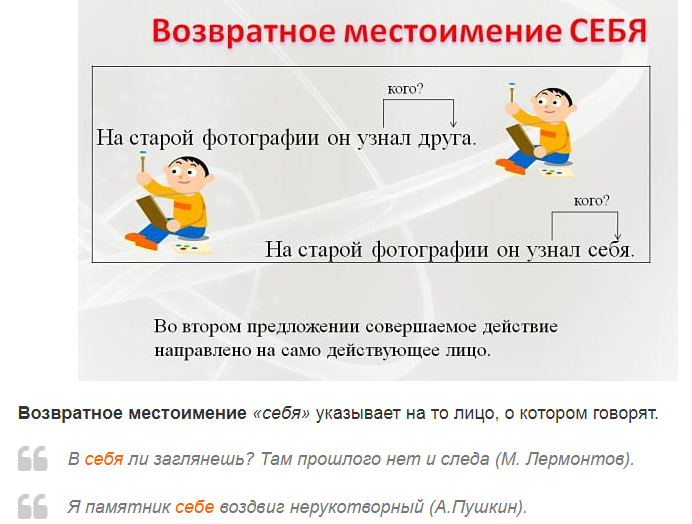 Возвратное местоимение СЕБЯ
кого?
На старой фотографии он узнал друга.
кого?
На старой фотографии он узнал себя.
Во втором предложении совершаемое действие
направлено на само действующее лицо.
Возвратное местоимение «себя» указывает на то лицо, о котором говорят.
В себя ли заглянешь? Там прошлого нет и следа (М. Лермонтов).
Я памятник себе воздвиг нерукотворный (А.Пушкин).